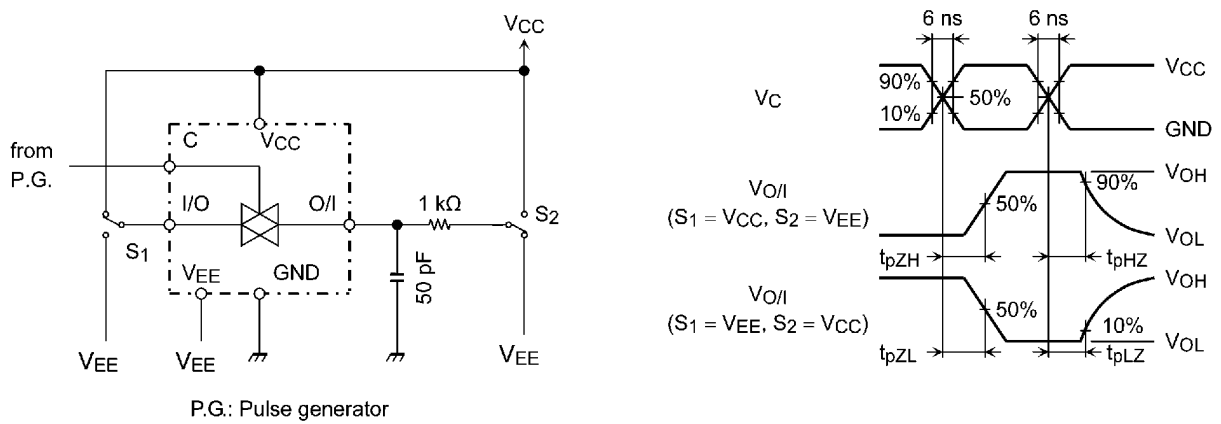 VCC
from
P.G.
C
VCC
I/O
O/I
S1
VEE
GND
1 kΩ
S2
50 pF
VEE
VEE
VEE
P.G.: Pulse generator
6 ns
6 ns
VC
90%
10%
50%
VCC
GND
VO/I
(S1 = VCC, S2 = VEE)
50%
90%
VOH
VOL
tpZH
tpHZ
VO/I
(S1 = VEE, S2 = VCC)
50%
10%
VOH
VOL
tpZL
tpLZ